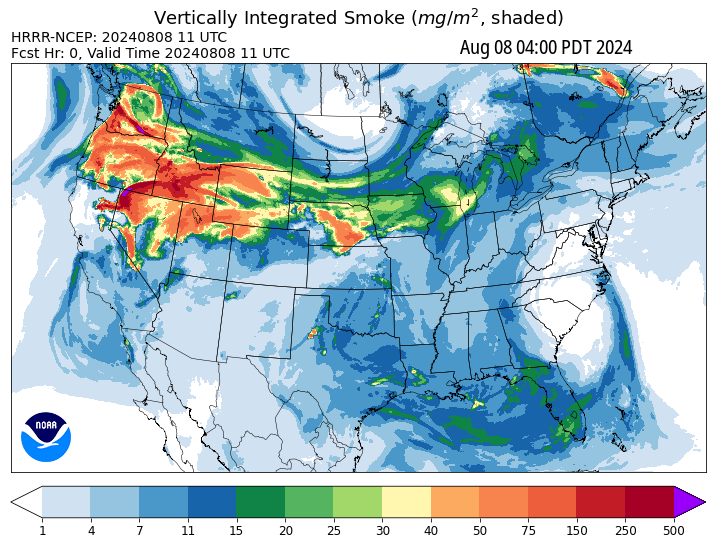 Vertically Integrated Smoke (mg/m², shaded)
HRRR-NCEP: 20240808 11 UTC
Fcst Hr: 0, Valid Time 20240808 11 UTC
Aug 08 04:00 PDT 2024
NOAA
1 4 7 11 15 20 25 30 40 50 75 150 250 500